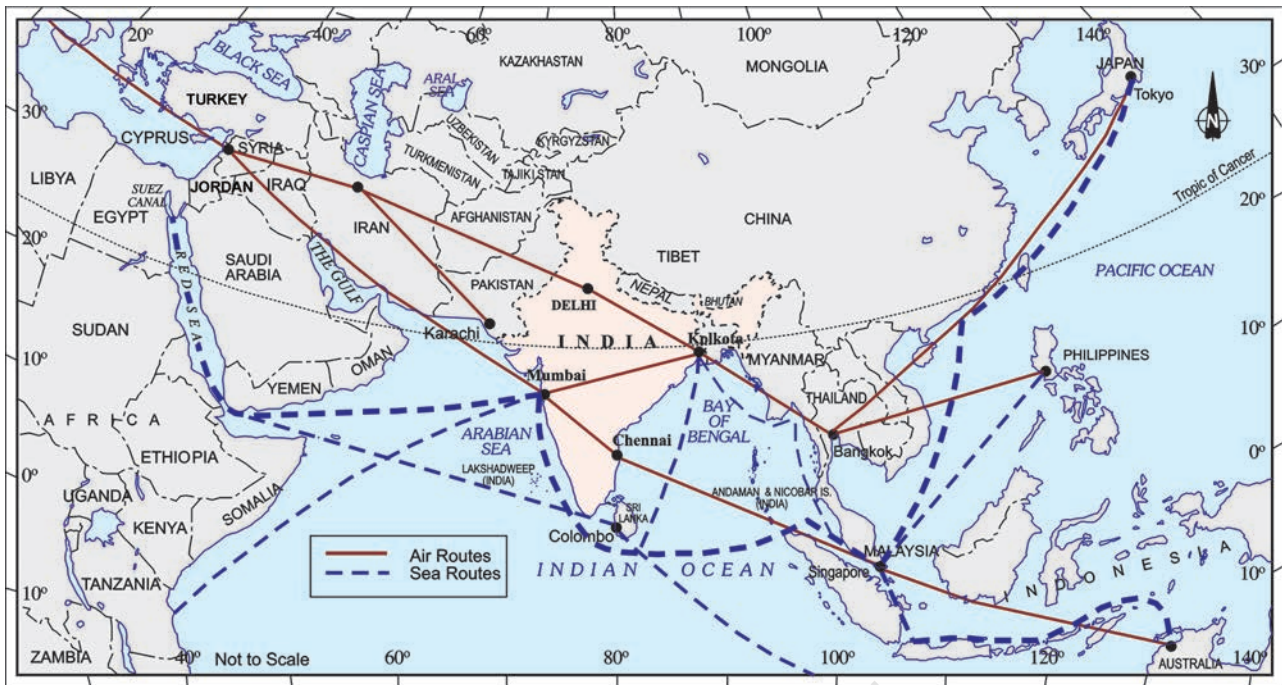 20º
40º
60º
80º
100º
120º
140º
BLACK SEA
KAZAKHSTAN
MONGOLIA
JAPAN
30º
ARAL
SEA
CASPIAN SEA
TURKEY
Tokyo
30º
N
UZBEKISTAN
CYPRUS
SYRIA
KYRGYZSTAN
TURKMENISTAN
TAJIKISTAN
Tropic of Cancer
LIBYA
SUEZ
CANAL
JORDAN
IRAQ
20º
EGYPT
IRAN
AFGHANISTAN
CHINA
20º
SAUDI
ARABIA
THE GULF
TIBET
PACIFIC OCEAN
RED SEA
PAKISTAN
NEPAL
DELHI
BHUTAN
SUDAN
Karachi
INDIA
Kolkota
10º
10º
OMAN
MYANMAR
PHILIPPINES
YEMEN
Mumbai
THAILAND
AFRICA
BAY
OF
BENGAL
ARABIAN
SEA
Chennai
Bangkok
0º
ETHIOPIA
LAKSHADWEEP
(INDIA)
0º
UGANDA
SOMALIA
ANDAMAN & NICOBAR IS.
(INDIA)
SRI
LANKA
KENYA
Colombo
MALAYSIA
Air Routes
Sea Routes
INDIAN OCEAN
Singapore
INDONESIA
10º
TANZANIA
10º
ZAMBIA
40º
Not to Scale
60º
80º
100º
120º
140º
AUSTRALIA